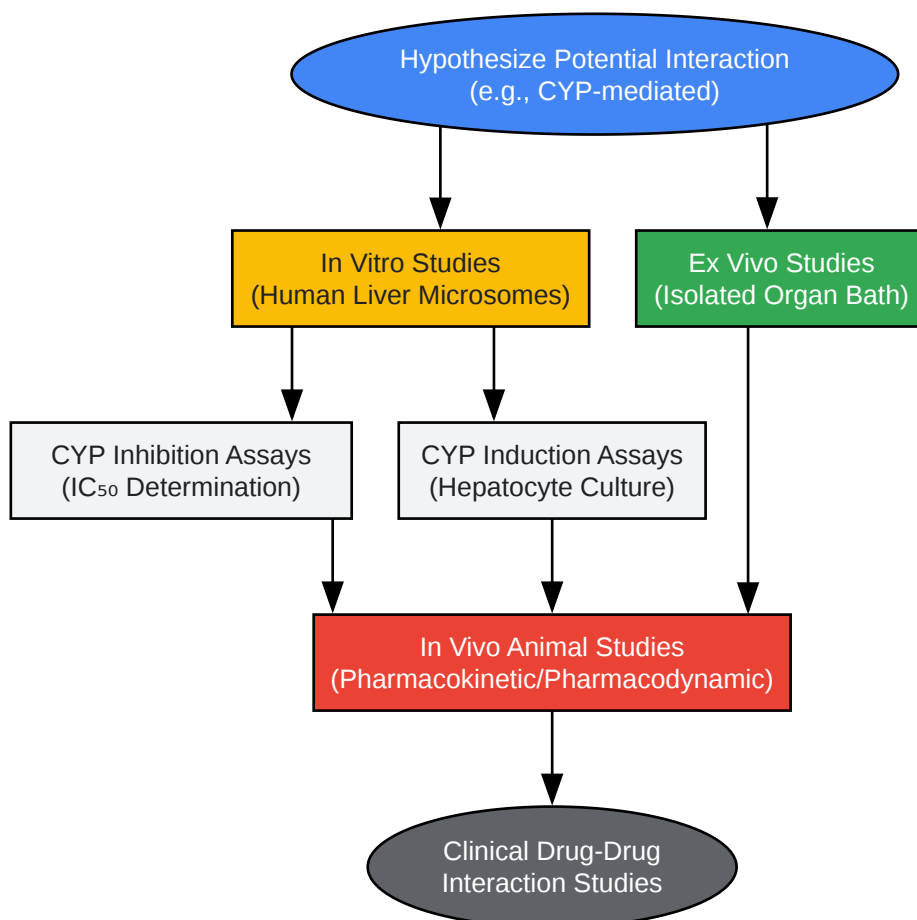 Hypothesize Potential Interaction
(e.g., CYP-mediated)
In Vitro Studies
(Human Liver Microsomes)
Ex Vivo Studies
(Isolated Organ Bath)
CYP Inhibition Assays
(IC₅₀ Determination)
CYP Induction Assays
(Hepatocyte Culture)
In Vivo Animal Studies
(Pharmacokinetic/Pharmacodynamic)
Clinical Drug-Drug
Interaction Studies